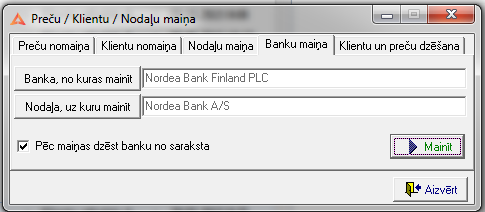 Preču / Klientu / Nodaļu maiņa
Preču nomaiņa Klientu nomaiņa Nodaļu maiņa Banku maiņa Klientu un preču dzēšana
Banka, no kuras mainīt Nordea Bank Finland PLC
Nodaļa, uz kuru mainīt Nordea Bank A/S
Pēc maiņas dzēst banku no saraksta Mainīt
Aizvērt